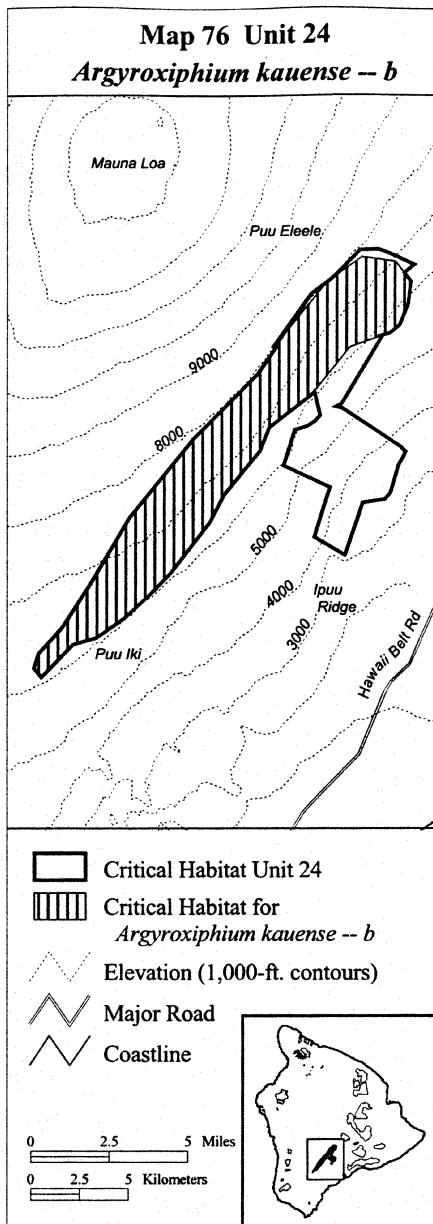 Map 76 Unit 24
Argyroxiphium kauense -- b
Mauna Loa
Puu Eleele
9000
8000
5000
4000
3000
Ipuu
Ridge
Puu Iki
Hawaii Belt Rd
Critical Habitat Unit 24
Critical Habitat for
Argyroxiphium kauense -- b
Elevation (1,000-ft. contours)
Major Road
Coastline
0 2.5 5 Miles
0 2.5 5 Kilometers